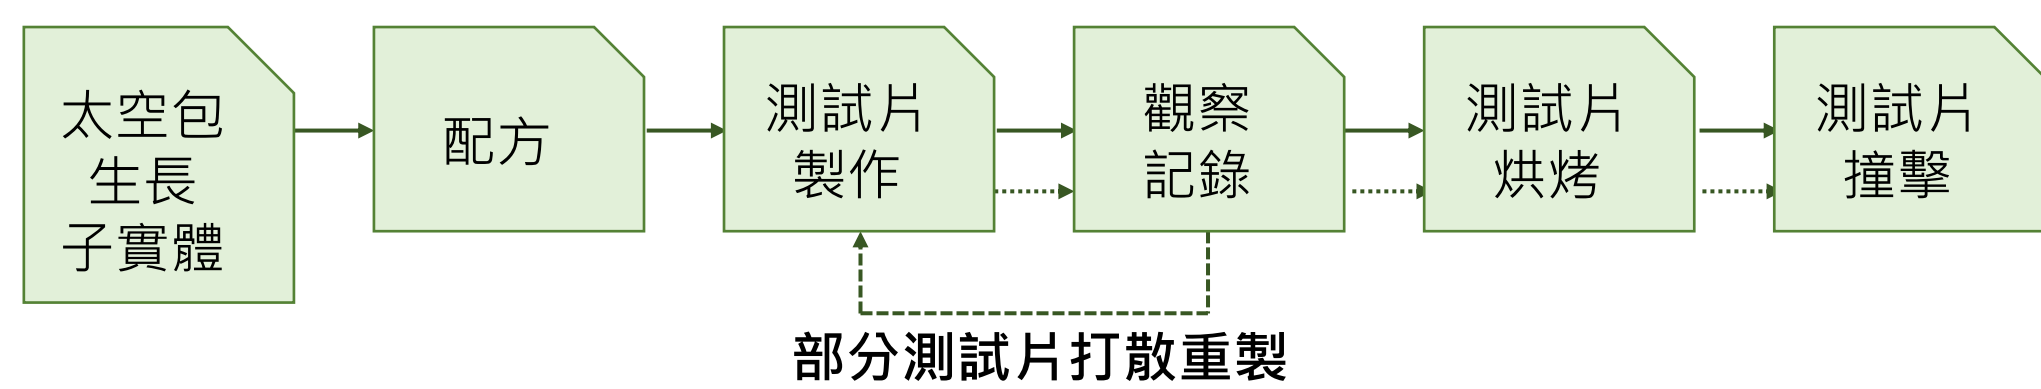 太空包
生長
子實體
配方
測試片
製作
觀察
記錄
測試片
烘烤
測試片
撞擊
部分測試片打散重製